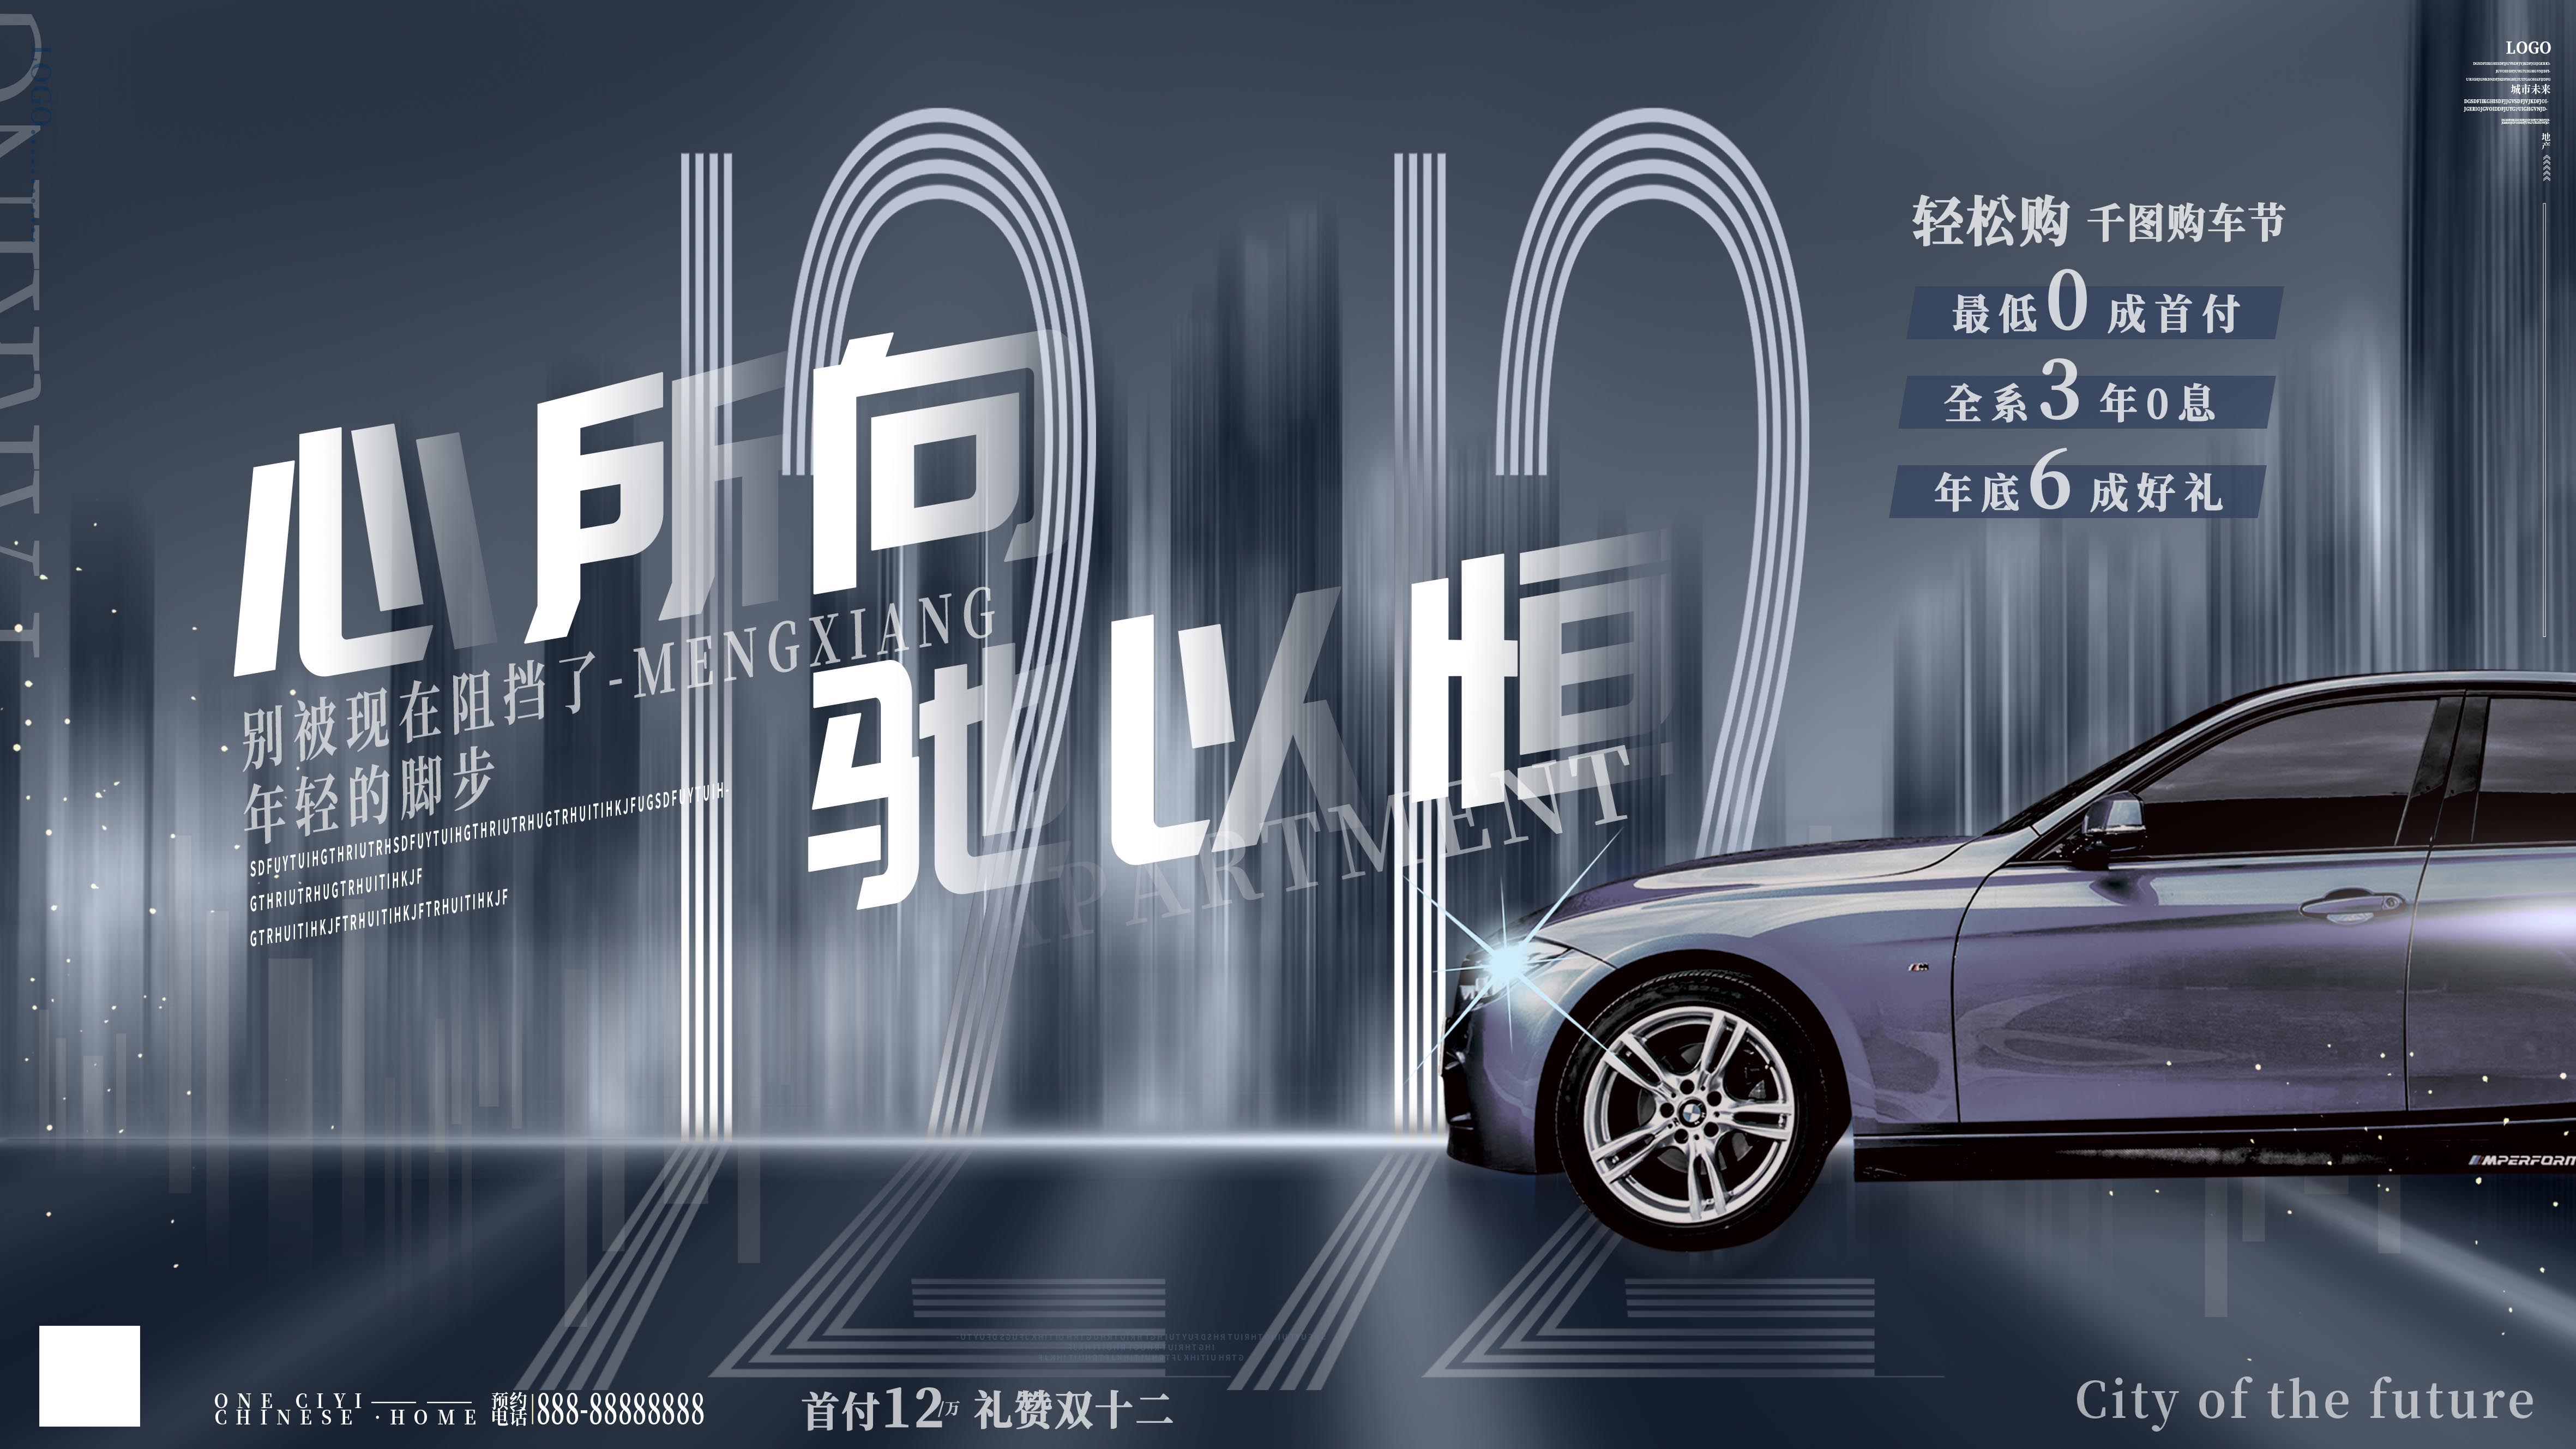 LOGO
城市未来
地产
轻松购 千图购车节
最低0成首付
全系3年0息
年底6成好礼
1212
心所向
驰以恒
别被现在阻挡了-MENGXIANG
年轻的脚步
SDFUYTUIHGTHRIUTRHSDFUYTUIHGTHRIUTRHUGTRHUITIHKJFUGSDFUYTUIH-
GTHRIUTRHUGTRHUITIHKJF
GTRHUITIHKJFTRHUITIHKJFTRHUITIHKJF
APARTMENT
ONE CIYI
CHINESE·HOME
预约电话 888-88888888
首付12/万 礼赞双十二
City of the future